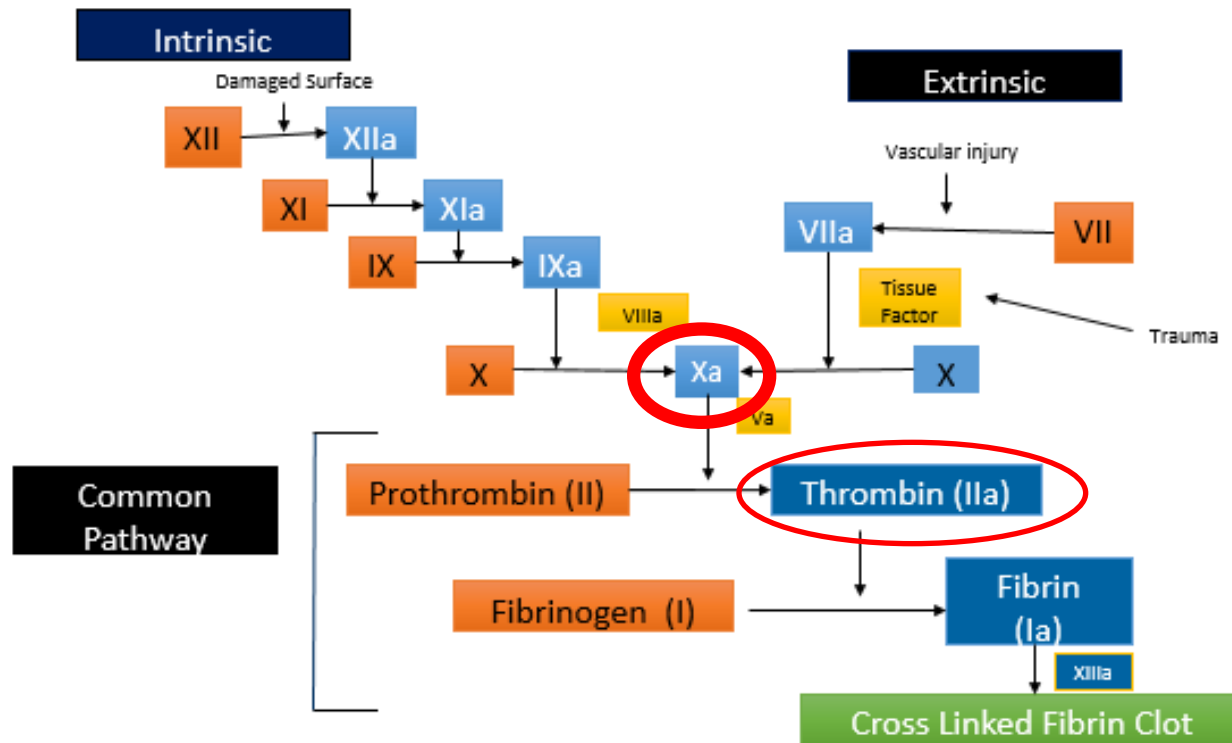 Intrinsic
Damaged Surface
Extrinsic
XII
XIIa
Vascular injury
XI
XIa
VIIa
VII
IX
IXa
Tissue
Factor
VIIIa
Trauma
X
Xa
X
Va
Common
Pathway
Prothrombin (II)
Thrombin (IIa)
Fibrinogen (I)
Fibrin
(Ia)
XIIIa
Cross Linked Fibrin Clot